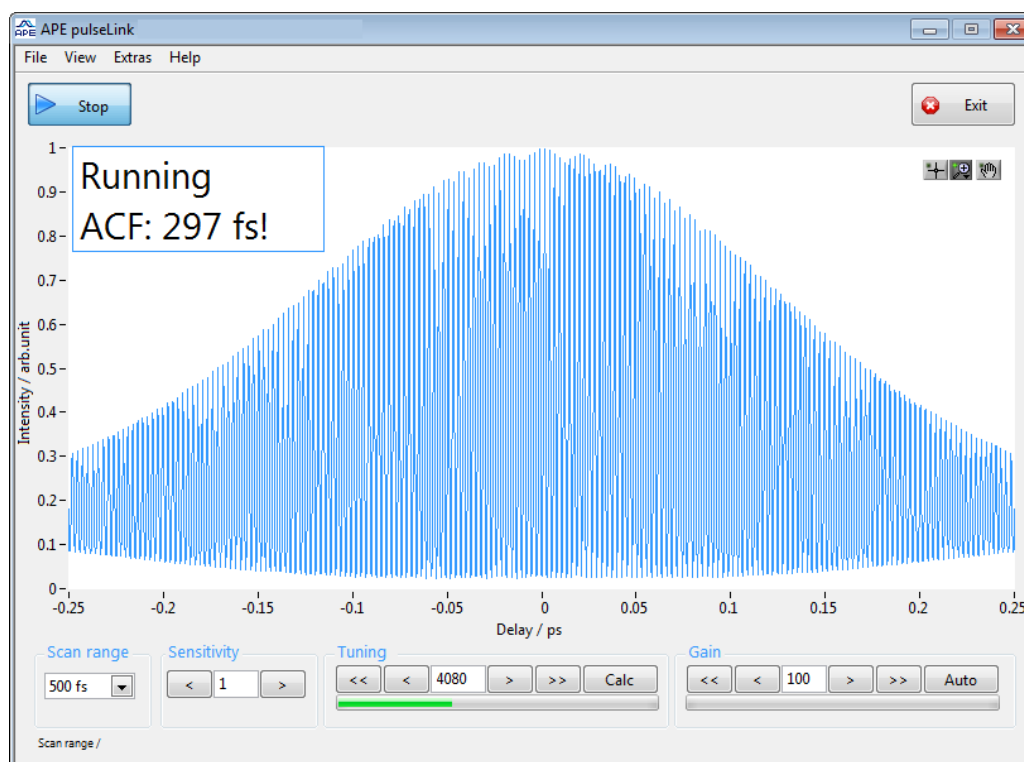 APE APE pulseLink
File View Extras Help
Stop
Exit
Running
ACF: 297 fs!
1
0.9
0.8
0.7
0.6
0.5
0.4
0.3
0.2
0.1
0
Intensity / arb.unit
-0.25 -0.2 -0.15 -0.1 -0.05 0 0.05 0.1 0.15 0.2 0.25
Delay / ps
Scan range Sensitivity Tuning Gain
500 fs < 1 > << < 4080 > >> Calc << < 100 > >> Auto
Scan range /